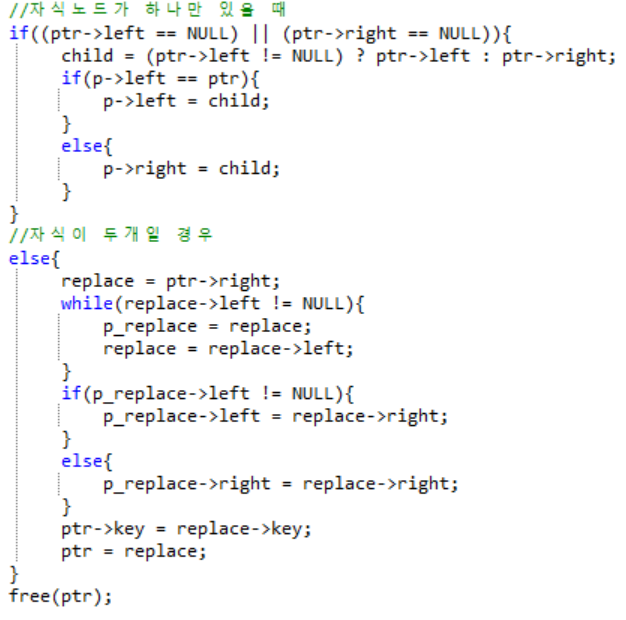 //자식노드가 하나만 있을 때
if((ptr->left == NULL) || (ptr->right == NULL)){
child = (ptr->left != NULL) ? ptr->left : ptr->right;
if(p->left == ptr){
p->left = child;
}
else{
p->right = child;
}
}
//자식이 두개일 경우
else{
replace = ptr->right;
while(replace->left != NULL){
p_replace = replace;
replace = replace->left;
}
if(p_replace->left != NULL){
p_replace->left = replace->right;
}
else{
p_replace->right = replace->right;
}
ptr->key = replace->key;
ptr = replace;
}
free(ptr);